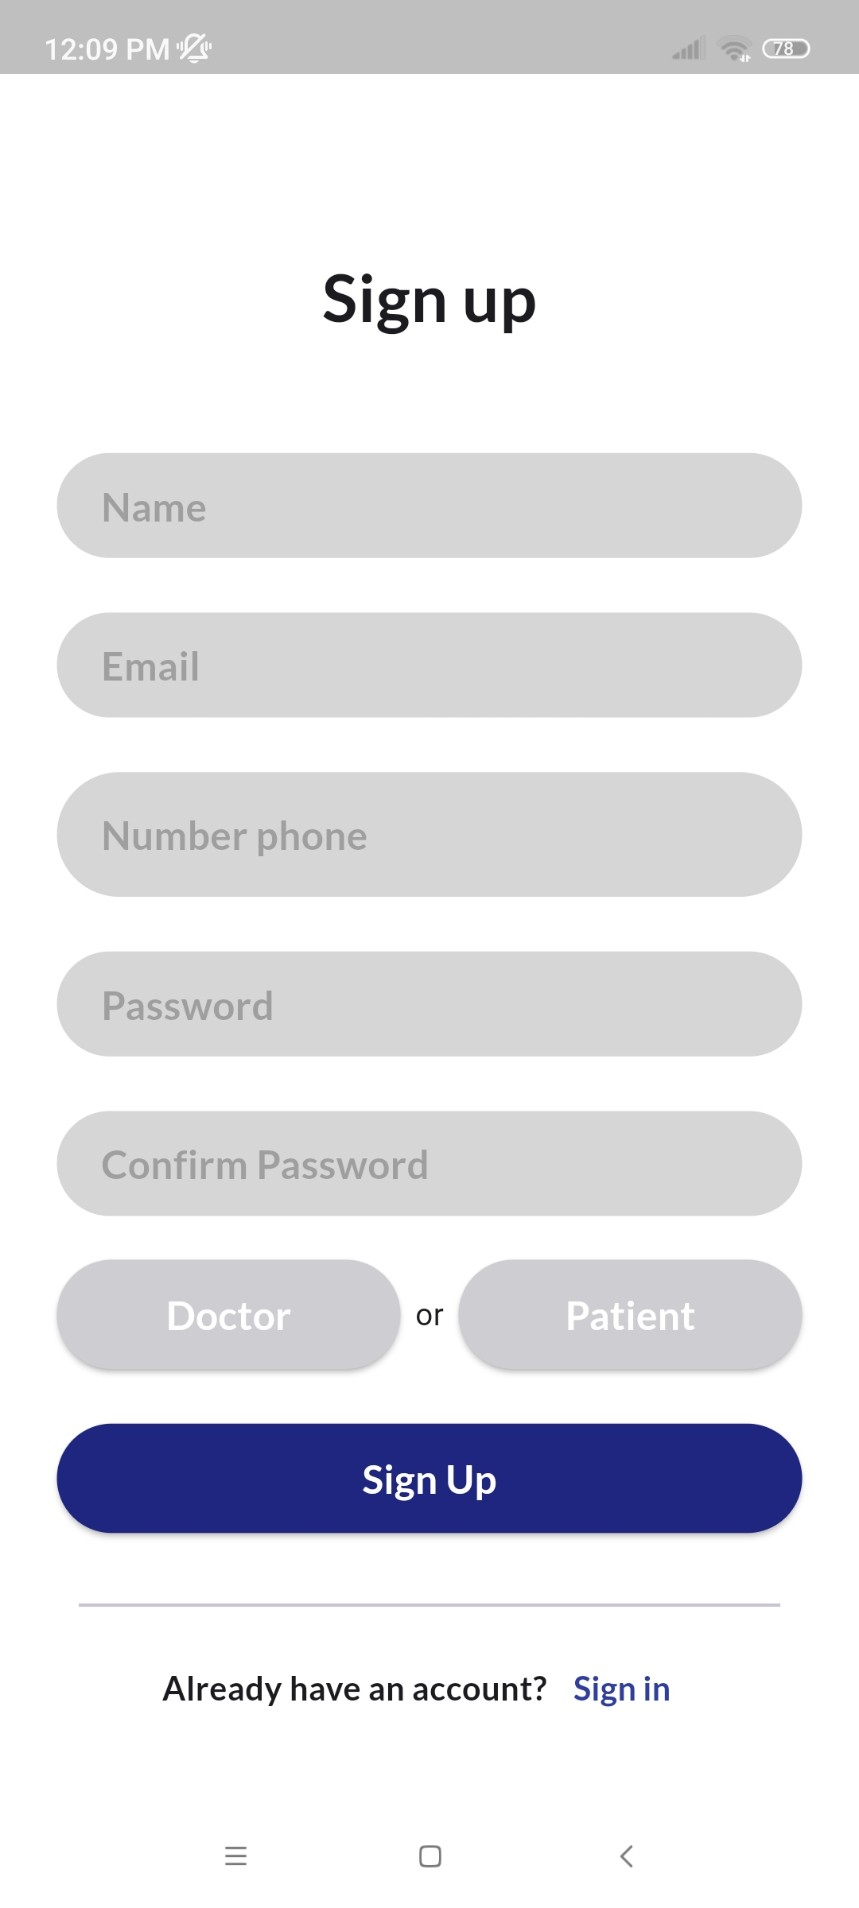 12:09 PM
78
Sign up
Name
Email
Number phone
Password
Confirm Password
Doctor or Patient
Sign Up
Already have an account? Sign in